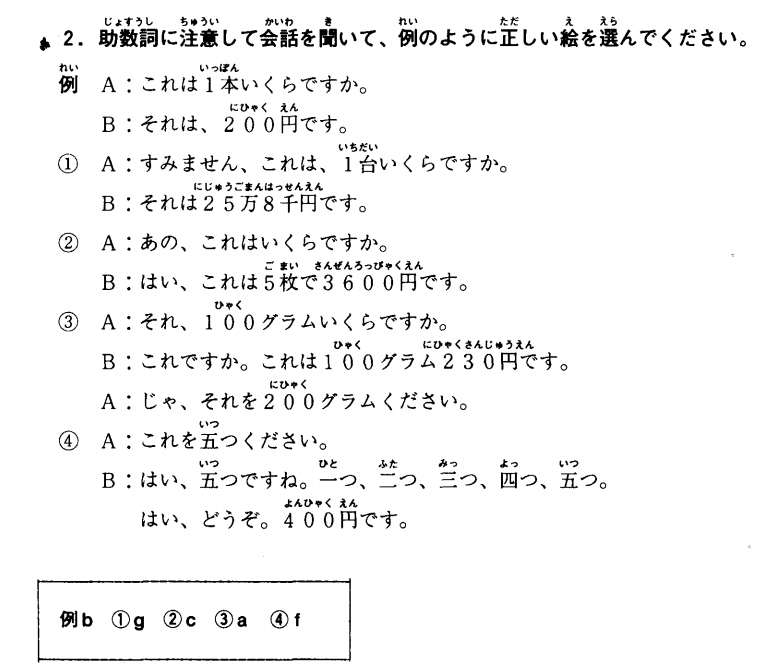 2．助数詞に注意して会話を聞いて、例のように正しい絵を選んでください。
例　A：これは1本いくらですか。
B：それは、200円です。
① A：すみません、これは、1台いくらですか。
B：それは25万8千円です。
② A：あの、これはいくらですか。
B：はい、これは5枚で3600円です。
③ A：それ、100グラムいくらですか。
B：これですか。これは100グラム230円です。
A：じゃ、それを200グラムください。
④ A：これを五つください。
B：はい、五つですね。一つ、二つ、三つ、四つ、五つ。
はい、どうぞ。400円です。
例b ①g ②c ③a ④f